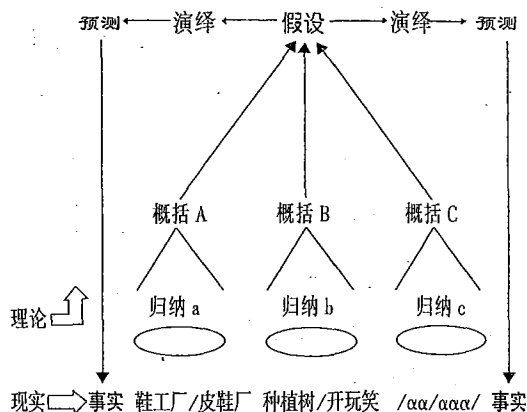 预测 演绎 假设 演绎 预测
概括 A 概括 B 概括 C
归纳 a 归纳 b 归纳 c
理论
现实 事实 鞋工厂/皮鞋厂 种植树/开玩笑 /αα/ααα/ 事实